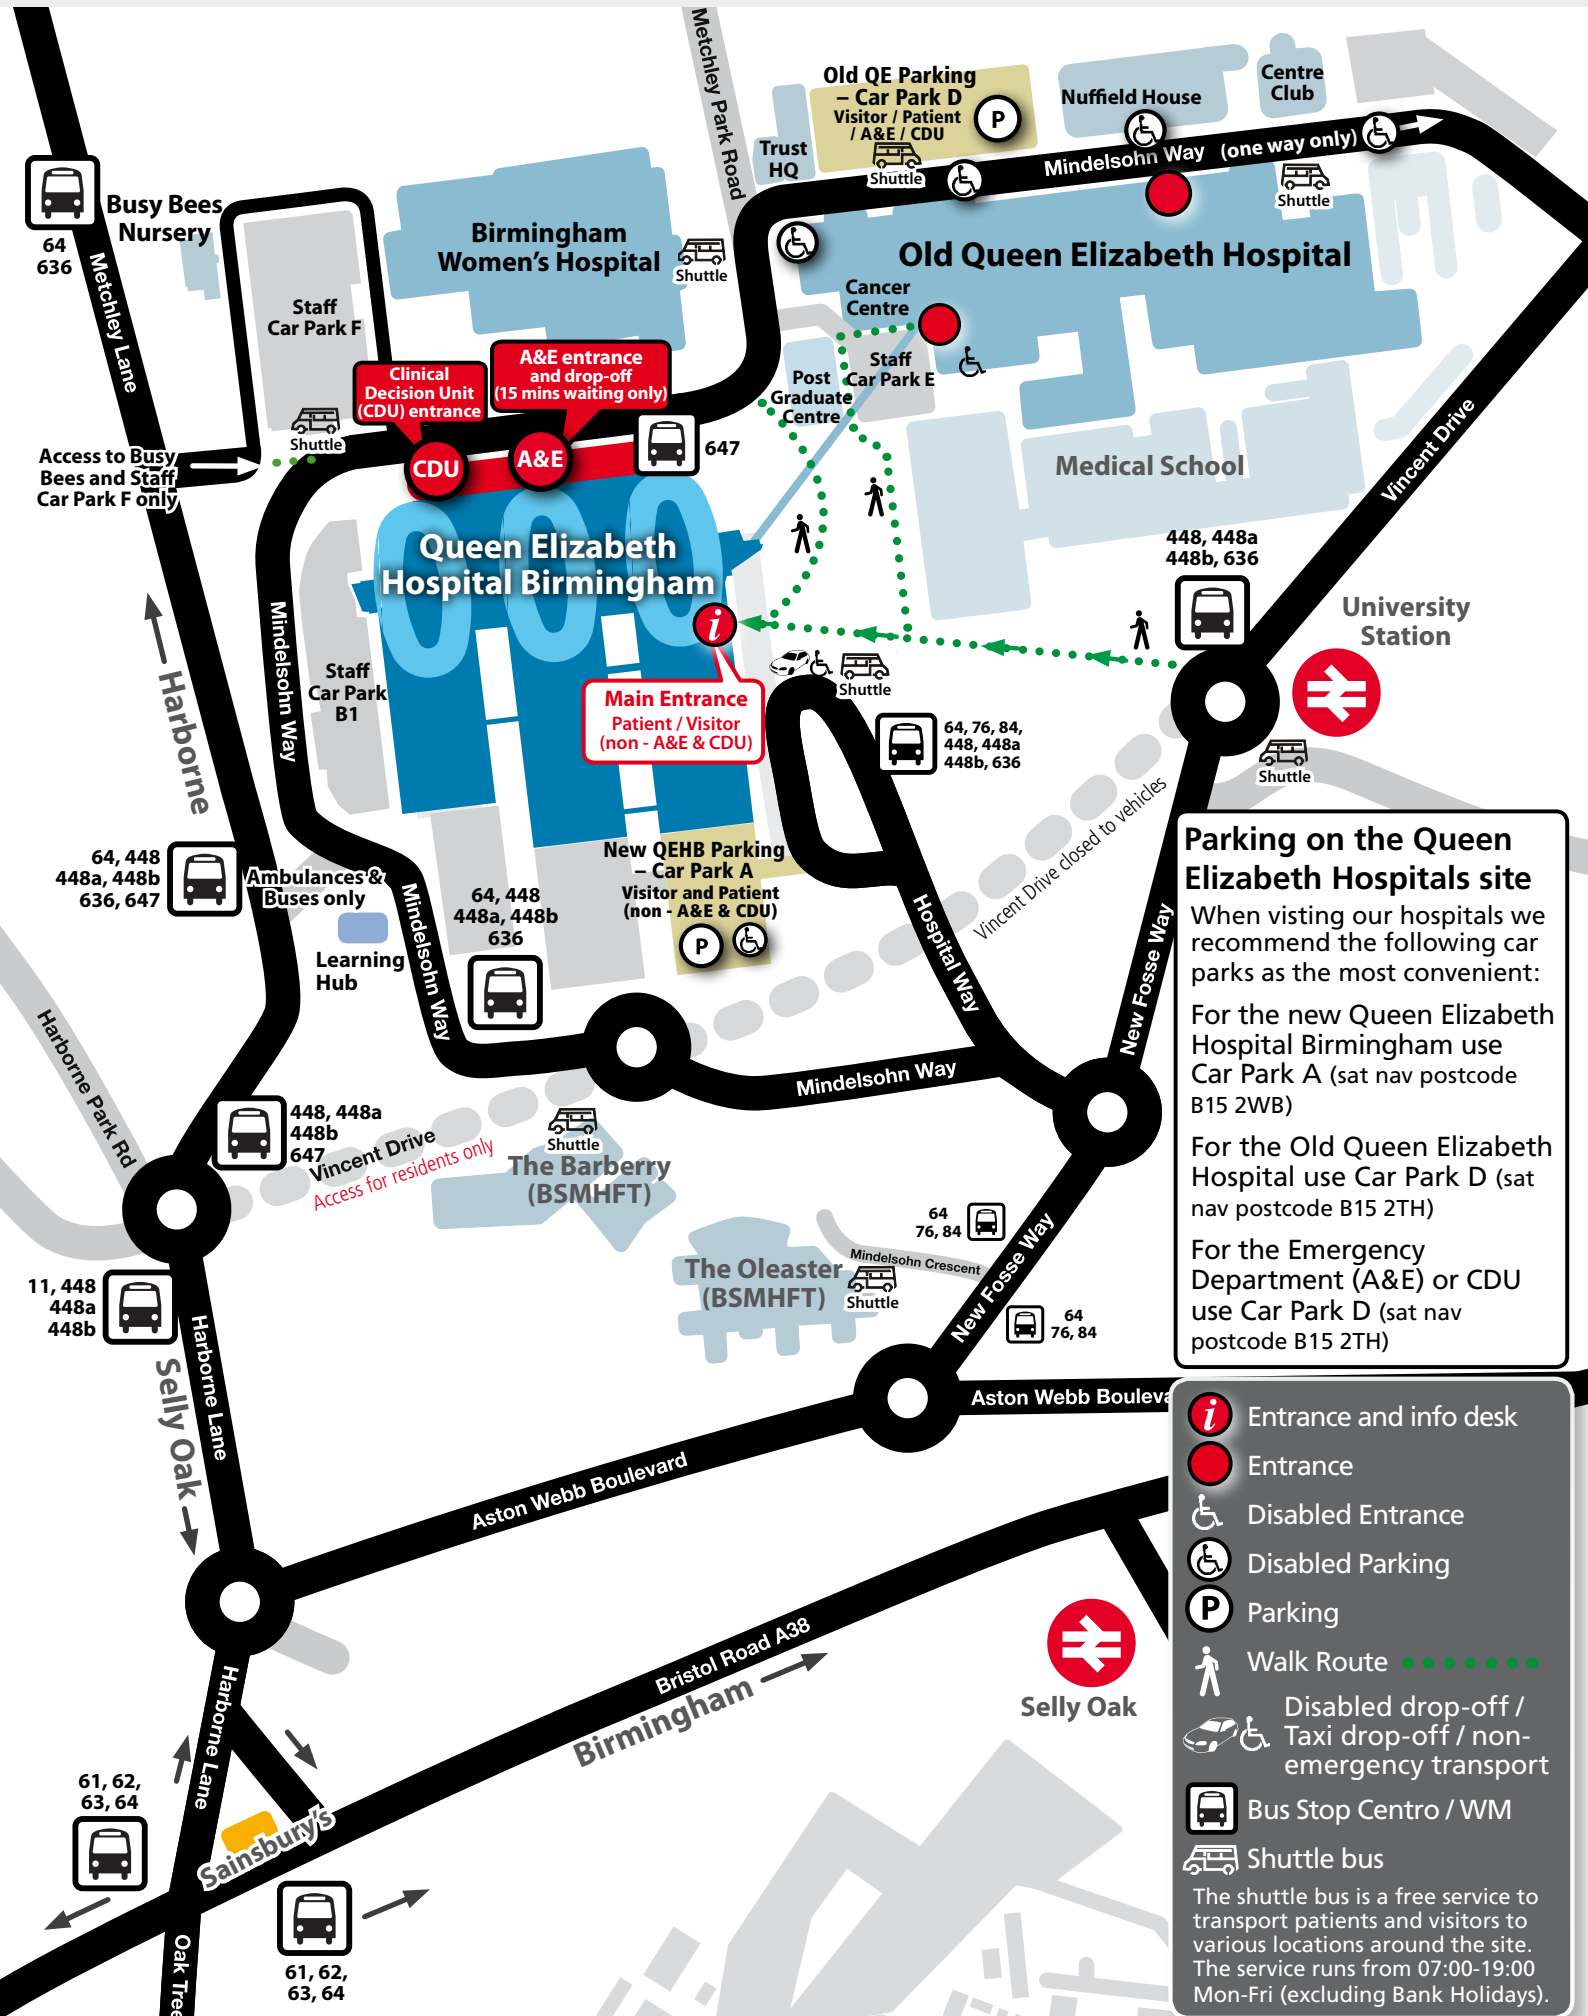 Metchley Park Road
Old QE Parking
– Car Park D
Visitor / Patient
/ A&E / CDU
P
Shuttle
Trust
HQ
Nuffield House
Centre
Club
Mindelsohn Way (one way only)
Shuttle
64
636
Busy Bees
Nursery
Metchley Lane
Staff
Car Park F
Birmingham
Women's Hospital
Shuttle
Old Queen Elizabeth Hospital
Cancer
Centre
Staff
Car Park E
Post
Graduate
Centre
Clinical
Decision Unit
(CDU) entrance
A&E entrance
and drop-off
(15 mins waiting only)
Shuttle
CDU
A&E
647
Access to Busy
Bees and Staff
Car Park F only
Medical School
Vincent Drive
Queen Elizabeth
Hospital Birmingham
448, 448a
448b, 636
University
Station
Shuttle
Mindelsohn Way
Harborne
Staff
Car Park
B1
i
Main Entrance
Patient / Visitor
(non - A&E & CDU)
Shuttle
64, 76, 84,
448, 448a
448b, 636
Vincent Drive closed to vehicles
64, 448
448a, 448b
636, 647
Ambulances &
Buses only
Learning
Hub
Mindelsohn Way
64, 448
448a, 448b
636
New QEHB Parking
– Car Park A
Visitor and Patient
(non - A&E & CDU)
P
Hospital Way
New Fosse Way
Mindelsohn Way
Harborne Park Rd
448, 448a
448b
647
Vincent Drive
Access for residents only
Shuttle
The Barberry
(BSMHFT)
The Oleaster
(BSMHFT)
64
76, 84
Mindelsohn Crescent
Shuttle
New Fosse Way
64
76, 84
11, 448
448a
448b
Selly Oak
Harborne Lane
Aston Webb Boulevard
Aston Webb Bouleva
Bristol Road A38
Birmingham
Selly Oak
Harborne Lane
61, 62,
63, 64
Sainsbury's
61, 62,
63, 64
Oak Tree
Parking on the Queen
Elizabeth Hospitals site
When visting our hospitals we
recommend the following car
parks as the most convenient:
For the new Queen Elizabeth
Hospital Birmingham use
Car Park A (sat nav postcode
B15 2WB)
For the Old Queen Elizabeth
Hospital use Car Park D (sat
nav postcode B15 2TH)
For the Emergency
Department (A&E) or CDU
use Car Park D (sat nav
postcode B15 2TH)
i Entrance and info desk
Entrance
Disabled Entrance
Disabled Parking
P Parking
Walk Route
Disabled drop-off /
Taxi drop-off / non-
emergency transport
Bus Stop Centro / WM
Shuttle bus
The shuttle bus is a free service to
transport patients and visitors to
various locations around the site.
The service runs from 07:00-19:00
Mon-Fri (excluding Bank Holidays).